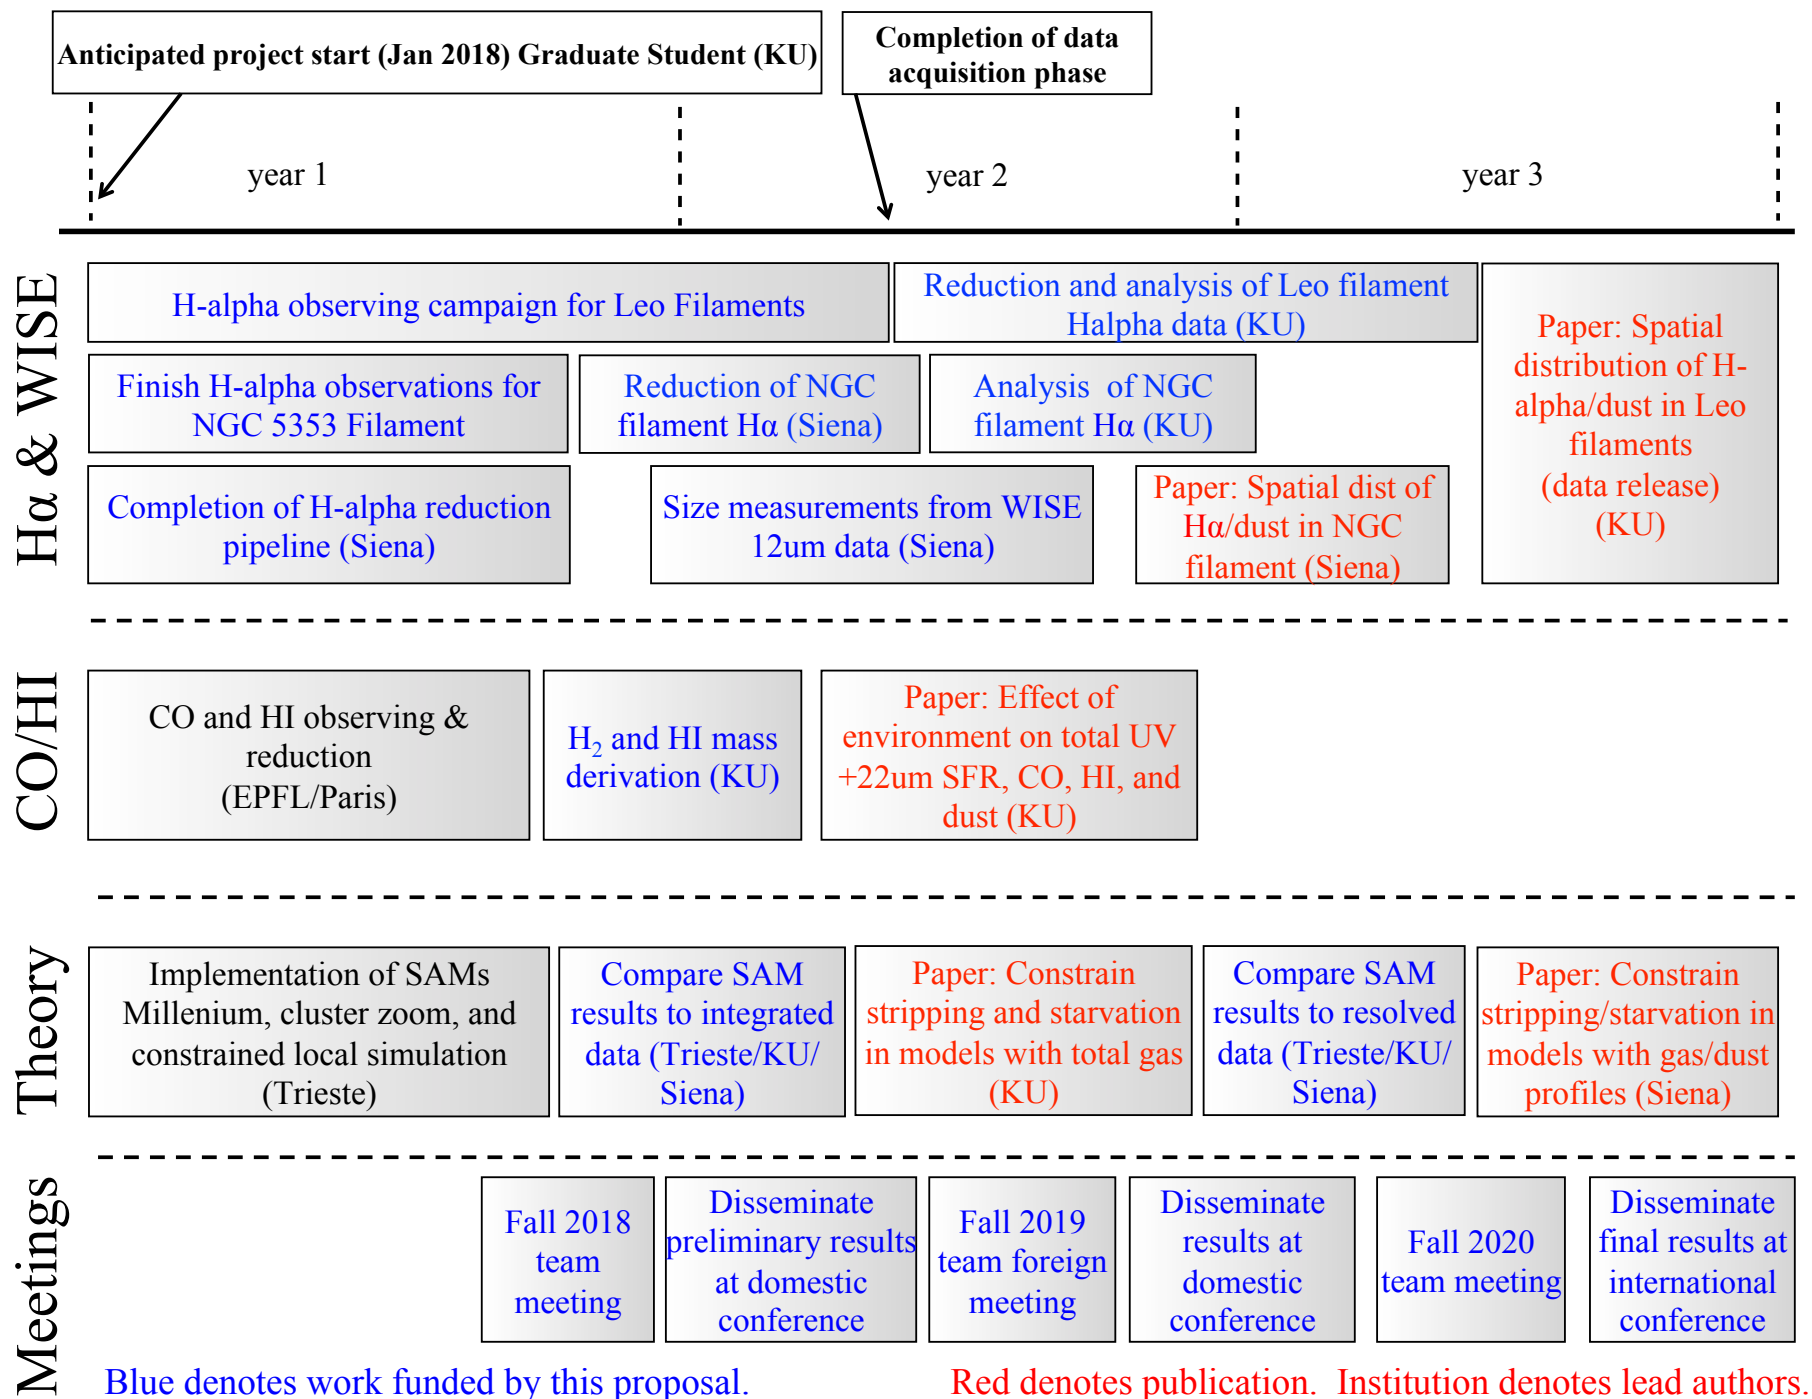 Anticipated project start (Jan 2018) Graduate Student (KU)
Completion of data
acquisition phase
year 1
year 2
year 3
Hα & WISE
H-alpha observing campaign for Leo Filaments
Reduction and analysis of Leo filament
Halpha data (KU)
Paper: Spatial
distribution of H-
alpha/dust in Leo
filaments
(data release)
(KU)
Finish H-alpha observations for
NGC 5353 Filament
Reduction of NGC
filament Hα (Siena)
Analysis of NGC
filament Hα (KU)
Completion of H-alpha reduction
pipeline (Siena)
Size measurements from WISE
12um data (Siena)
Paper: Spatial dist of
Hα/dust in NGC
filament (Siena)
CO/HI
CO and HI observing &
reduction
(EPFL/Paris)
H₂ and HI mass
derivation (KU)
Paper: Effect of
environment on total UV
+22um SFR, CO, HI, and
dust (KU)
Theory
Implementation of SAMs
Millenium, cluster zoom, and
constrained local simulation
(Trieste)
Compare SAM
results to integrated
data (Trieste/KU/
Siena)
Paper: Constrain
stripping and starvation
in models with total gas
(KU)
Compare SAM
results to resolved
data (Trieste/KU/
Siena)
Paper: Constrain
stripping/starvation in
models with gas/dust
profiles (Siena)
Meetings
Fall 2018
team
meeting
Disseminate
preliminary results
at domestic
conference
Fall 2019
team foreign
meeting
Disseminate
results at
domestic
conference
Fall 2020
team meeting
Disseminate
final results at
international
conference
Blue denotes work funded by this proposal.
Red denotes publication. Institution denotes lead authors